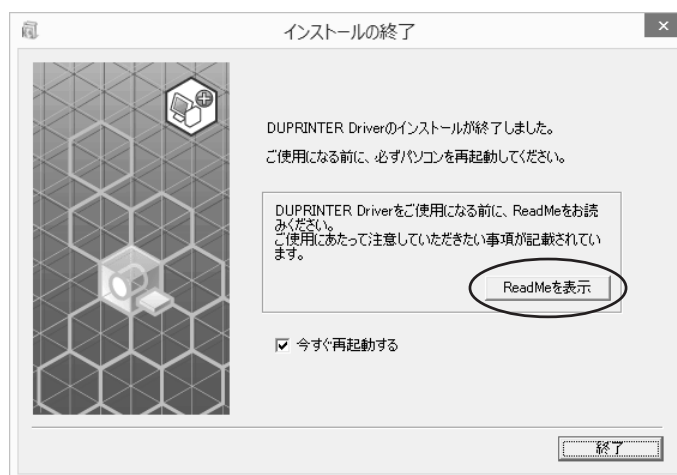 インストールの終了
DUPRINTER Driverのインストールが終了しました。
ご使用になる前に、必ずパソコンを再起動してください。
DUPRINTER Driverをご使用になる前に、ReadMeをお読
みください。
ご使用にあたって注意していただきたい事項が記載されてい
ます。
ReadMeを表示
今すぐ再起動する
終了